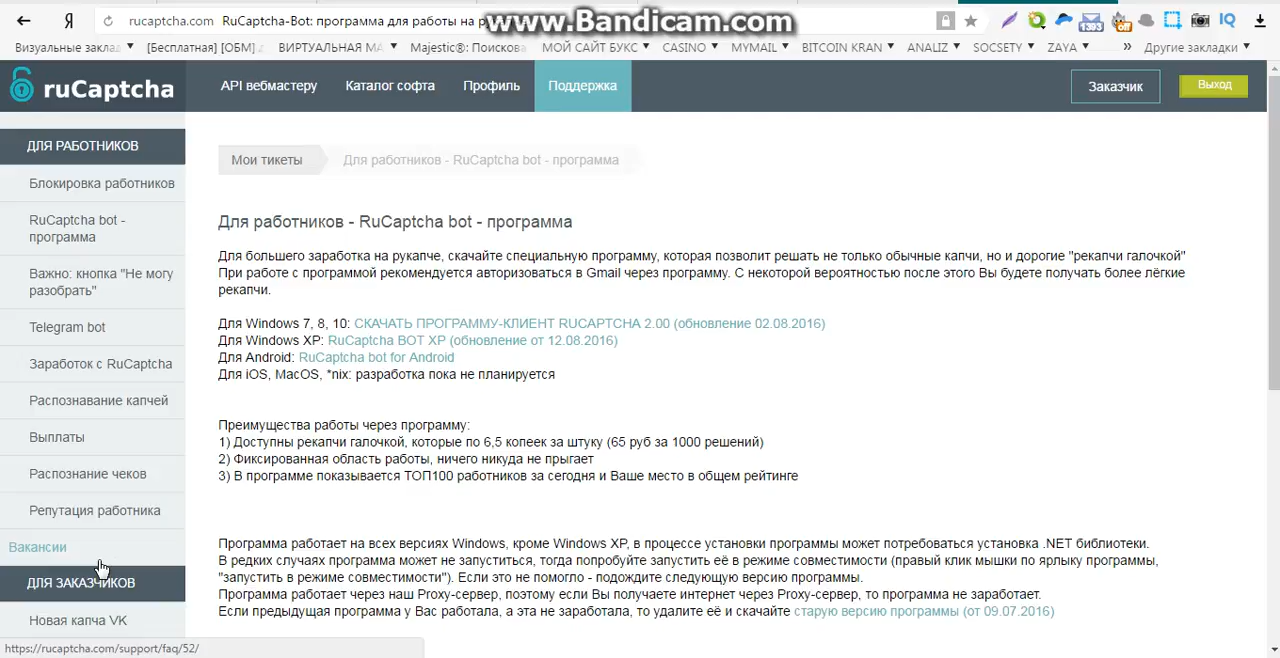 rucaptcha.com RuCaptcha-Bot: программа для работы на р
www.Bandicam.com
Визуальные заклад
[Бесплатная] [ОБМ]
ВИРТУАЛЬНАЯ МА
Majestic®: Поискова
МОЙ САЙТ БУКС
CASINO
MYMAIL
BITCOIN KRAN
ANALIZ
SOCSETY
ZAYA
» Другие закладки
1393
off
IQ
ruCaptcha
API вебмастеру
Каталог софта
Профиль
Поддержка
Заказчик
Выход
ДЛЯ РАБОТНИКОВ
Блокировка работников
RuCaptcha bot -
программа
Важно: кнопка "Не могу
разобрать"
Telegram bot
Заработок с RuCaptcha
Распознавание капчей
Выплаты
Распознание чеков
Репутация работника
Вакансии
ДЛЯ ЗАКАЗЧИКОВ
Новая капча VK
https://rucaptcha.com/support/faq/52/
Мои тикеты
Для работников - RuCaptcha bot - программа
Для работников - RuCaptcha bot - программа
Для большего заработка на рукапче, скачайте специальную программу, которая позволит решать не только обычные капчи, но и дорогие "рекапчи галочкой"
При работе с программой рекомендуется авторизоваться в Gmail через программу. С некоторой вероятностью после этого Вы будете получать более лёгкие
рекапчи.
Для Windows 7, 8, 10: СКАЧАТЬ ПРОГРАММУ-КЛИЕНТ RUCAPTCHA 2.00 (обновление 02.08.2016)
Для Windows XP: RuCaptcha BOT XP (обновление от 12.08.2016)
Для Android: RuCaptcha bot for Android
Для iOS, MacOS, *nix: разработка пока не планируется
Преимущества работы через программу:
1) Доступны рекапчи галочкой, которые по 6,5 копеек за штуку (65 руб за 1000 решений)
2) Фиксированная область работы, ничего никуда не прыгает
3) В программе показывается ТОП100 работников за сегодня и Ваше место в общем рейтинге
Программа работает на всех версиях Windows, кроме Windows XP, в процессе установки программы может потребоваться установка .NET библиотеки.
В редких случаях программа может не запуститься, тогда попробуйте запустить её в режиме совместимости (правый клик мышки по ярлыку программы,
"запустить в режиме совместимости"). Если это не помогло - подождите следующую версию программы.
Программа работает через наш Proxy-сервер, поэтому если Вы получаете интернет через Proxy-сервер, то программа не заработает.
Если предыдущая программа у Вас работала, а эта не заработала, то удалите её и скачайте старую версию программы (от 09.07.2016)